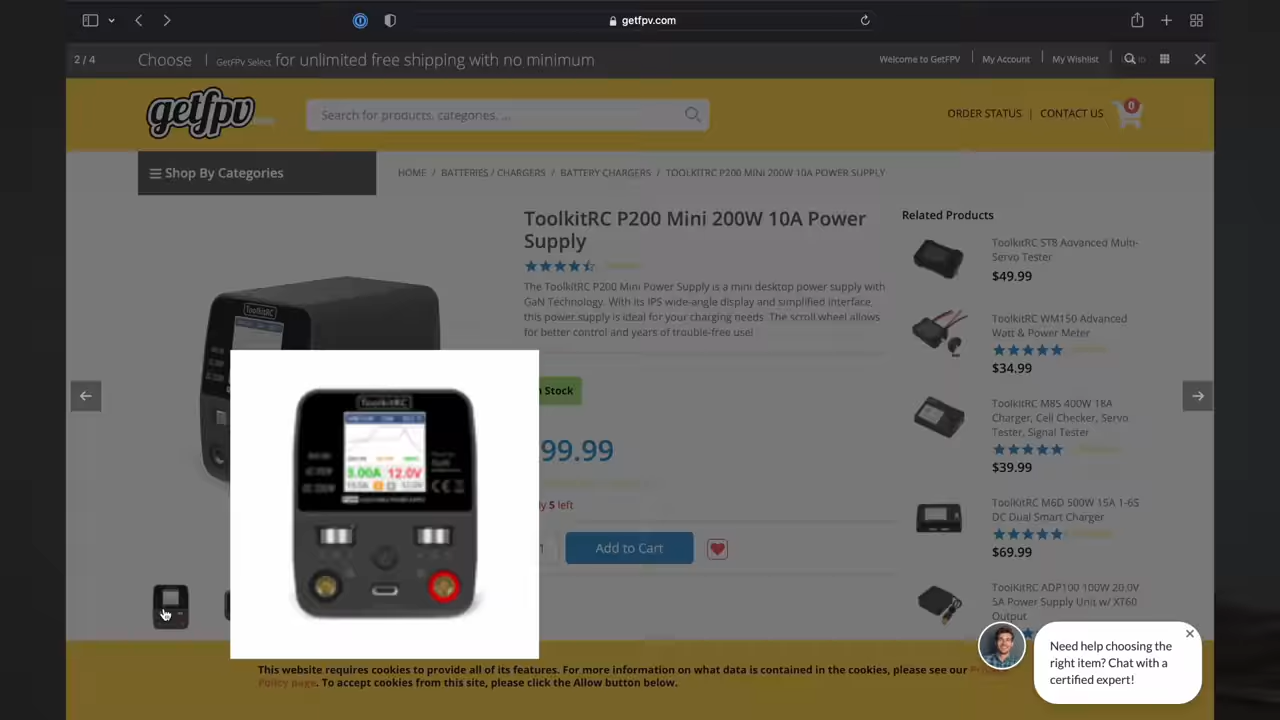 getfpv.com
2 / 4
Choose | GetFPV Select for unlimited free shipping with no minimum
Welcome to GetFPV
My Account
My Wishlist
getfpv
Search for products, categories, ...
ORDER STATUS | CONTACT US
0
Shop By Categories
HOME / BATTERIES / CHARGERS / BATTERY CHARGERS / TOOLKITRC P200 MINI 200W 10A POWER SUPPLY
ToolkitRC P200 Mini 200W 10A Power
Supply
The ToolkitRC P200 Mini Power Supply is a mini desktop power supply with
GaN Technology. With its IPS wide-angle display and simplified interface,
this power supply is ideal for your charging needs. The scroll wheel allows
for better control and years of trouble-free use!
Stock
99.99
5 left
1
Add to Cart
ToolkitRC
ToolkitRC
3.00A 12.0V
Related Products
ToolkitRC ST8 Advanced Multi-
Servo Tester
$49.99
ToolkitRC WM150 Advanced
Watt & Power Meter
$34.99
ToolkitRC M8S 400W 18A
Charger, Cell Checker, Servo
Tester, Signal Tester
$39.99
ToolkitRC M6D 500W 15A 1-6S
DC Dual Smart Charger
$69.99
ToolkitRC ADP100 100W 20.0V
5A Power Supply Unit w/ XT60
Output
Need help choosing the
right item? Chat with a
certified expert!
This website requires cookies to provide all of its features. For more information on what data is contained in the cookies, please see our
Policy page. To accept cookies from this site, please click the Allow button below.